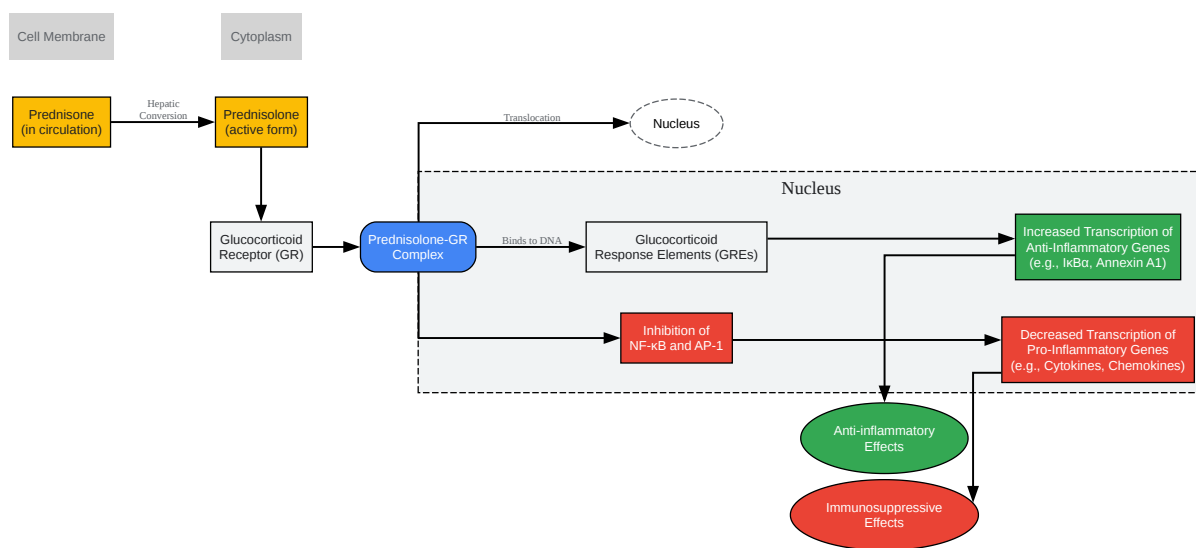 Cell Membrane
Cytoplasm
Prednisone
(in circulation)
Hepatic
Conversion
Prednisolone
(active form)
Translocation
Nucleus
Nucleus
Glucocorticoid
Receptor (GR)
Prednisolone-GR
Complex
Binds to DNA
Glucocorticoid
Response Elements (GREs)
Increased Transcription of
Anti-Inflammatory Genes
(e.g., IκBα, Annexin A1)
Inhibition of
NF-κB and AP-1
Decreased Transcription of
Pro-Inflammatory Genes
(e.g., Cytokines, Chemokines)
Anti-inflammatory
Effects
Immunosuppressive
Effects